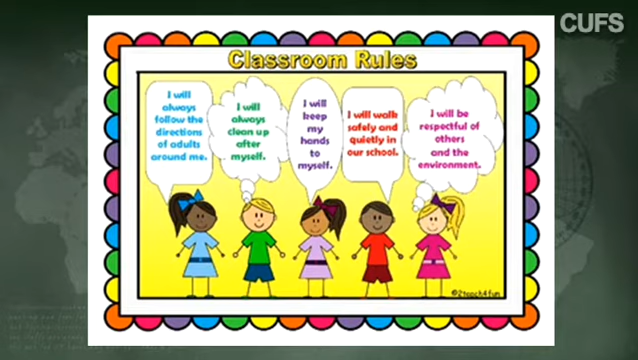 CUFS
Classroom Rules
I will
always
follow the
directions
of adults
around me.
I will
always
clean up
after
myself.
I will
keep
my
hands
to
myself.
I will walk
safely and
quietly in
our school.
I will be
respectful of
others
and the
environment.
©2teach4fun